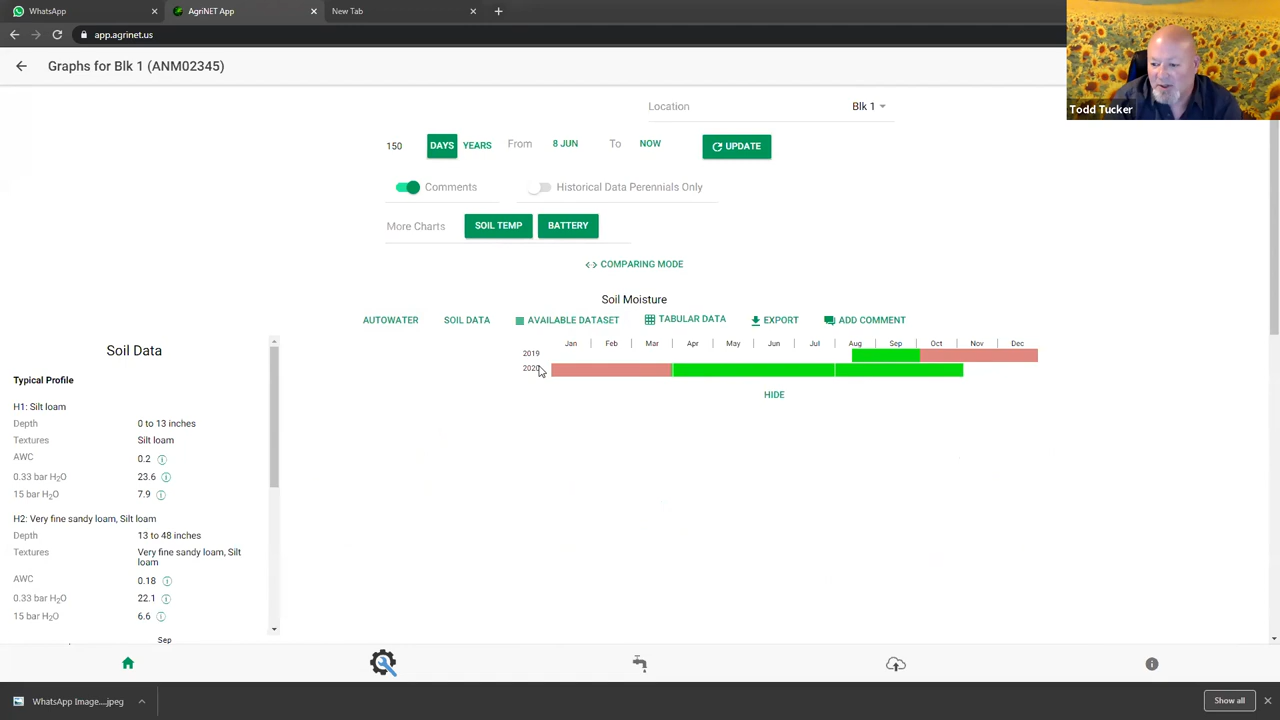 WhatsApp
AgriNET App
New Tab
app.agrinet.us
Graphs for Blk 1 (ANM02345)
Todd Tucker
Location Blk 1
150 DAYS YEARS From 8 JUN To NOW UPDATE
Comments Historical Data Perennials Only
More Charts SOIL TEMP BATTERY
<> COMPARING MODE
Soil Moisture
AUTOWATER SOIL DATA AVAILABLE DATASET TABULAR DATA EXPORT ADD COMMENT
Jan Feb Mar Apr May Jun Jul Aug Sep Oct Nov Dec
2019
2020
HIDE
Soil Data
Typical Profile
H1: Silt loam
Depth 0 to 13 inches
Textures Silt loam
AWC 0.2
0.33 bar H2O 23.6
15 bar H2O 7.9
H2: Very fine sandy loam, Silt loam
Depth 13 to 48 inches
Textures Very fine sandy loam, Silt
loam
AWC 0.18
0.33 bar H2O 22.1
15 bar H2O 6.6
Sep
WhatsApp Image....jpeg
Show all